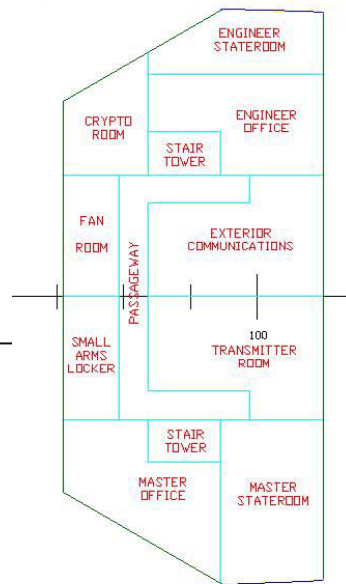 ENGINEER
STATEROOM
CRYPTO
ROOM
ENGINEER
OFFICE
STAIR
TOWER
FAN
ROOM
EXTERIOR
COMMUNICATIONS
PASSAGEWAY
100
SMALL
ARMS
LOCKER
TRANSMITTER
ROOM
STAIR
TOWER
MASTER
OFFICE
MASTER
STATEROOM